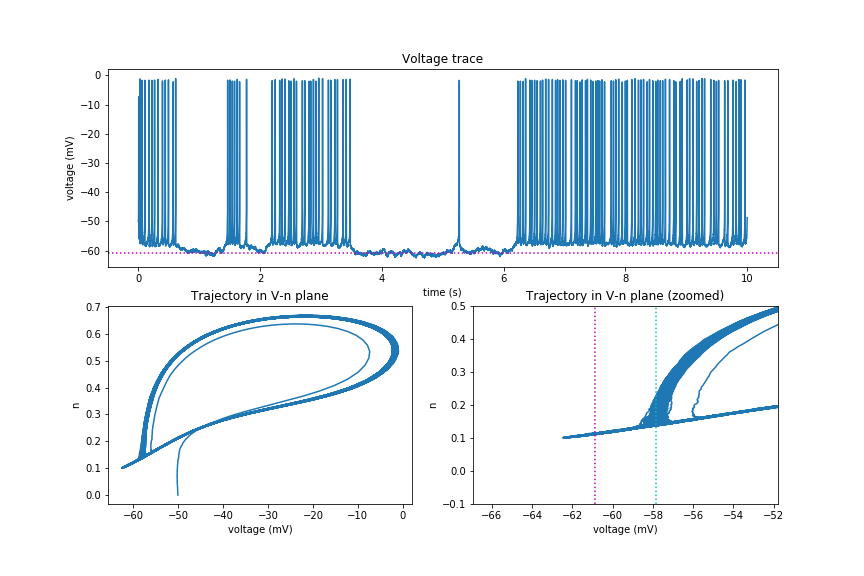 Voltage trace
0
−10
−20
−30
−40
−50
−60
voltage (mV)
0 2 4 6 8 10
time (s)
Trajectory in V-n plane
0.7
0.6
0.5
0.4
0.3
0.2
0.1
0.0
n
−60 −50 −40 −30 −20 −10 0
voltage (mV)
Trajectory in V-n plane (zoomed)
0.5
0.4
0.3
0.2
0.1
0.0
−0.1
n
−66 −64 −62 −60 −58 −56 −54 −52
voltage (mV)